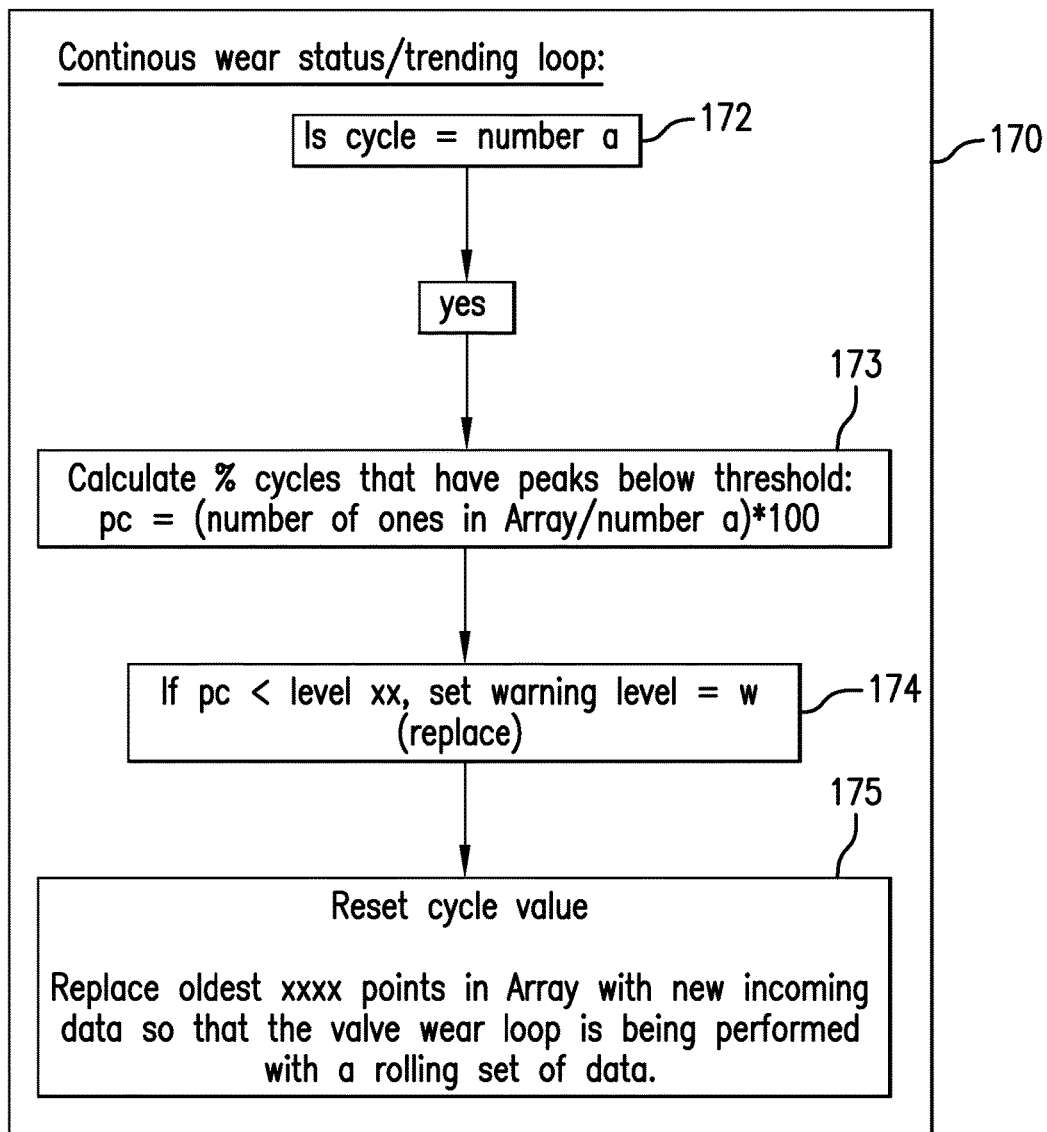 Continous wear status/trending loop:
Is cycle = number a
172
170
yes
173
Calculate % cycles that have peaks below threshold:
pc = (number of ones in Array/number a)*100
If pc < level xx, set warning level = w
(replace)
174
175
Reset cycle value
Replace oldest xxxx points in Array with new incoming
data so that the valve wear loop is being performed
with a rolling set of data.